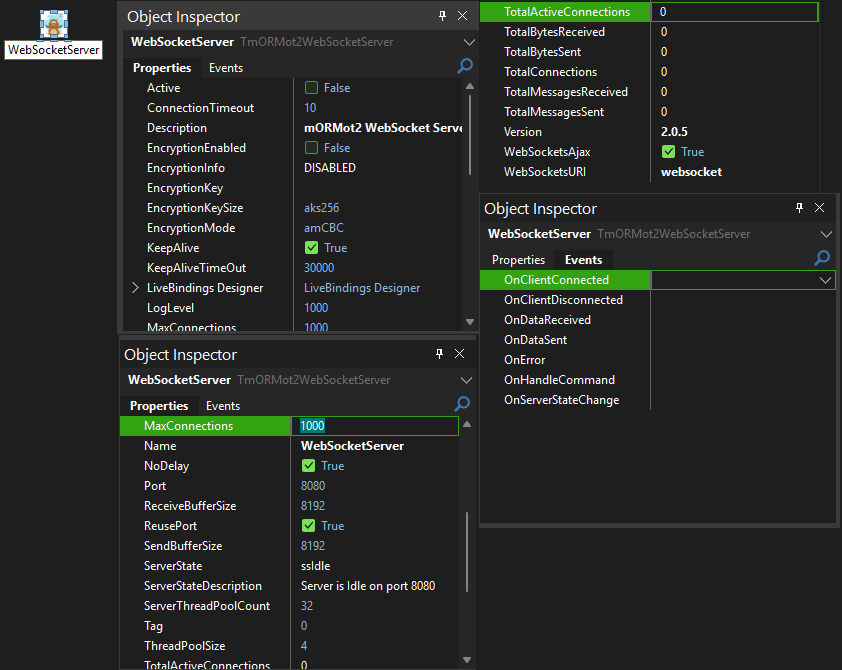 WebSocketServer
Object Inspector
WebSocketServer TmORMot2WebSocketServer
Properties Events
Active False
ConnectionTimeout 10
Description mORMot2 WebSocket Serve
EncryptionEnabled False
EncryptionInfo DISABLED
EncryptionKey
EncryptionKeySize aks256
EncryptionMode amCBC
KeepAlive True
KeepAliveTimeOut 30000
LiveBindings Designer LiveBindings Designer
LogLevel 1000
MaxConnections 1000
Object Inspector
WebSocketServer TmORMot2WebSocketServer
Properties Events
MaxConnections 1000
Name WebSocketServer
NoDelay True
Port 8080
ReceiveBufferSize 8192
ReusePort True
SendBufferSize 8192
ServerState ssIdle
ServerStateDescription Server is Idle on port 8080
ServerThreadPoolCount 32
Tag 0
ThreadPoolSize 4
TotalActiveConnections 0
TotalActiveConnections 0
TotalBytesReceived 0
TotalBytesSent 0
TotalConnections 0
TotalMessagesReceived 0
TotalMessagesSent 0
Version 2.0.5
WebSocketsAjax True
WebSocketsURI websocket
Object Inspector
WebSocketServer TmORMot2WebSocketServer
Properties Events
OnClientConnected
OnClientDisconnected
OnDataReceived
OnDataSent
OnError
OnHandleCommand
OnServerStateChange